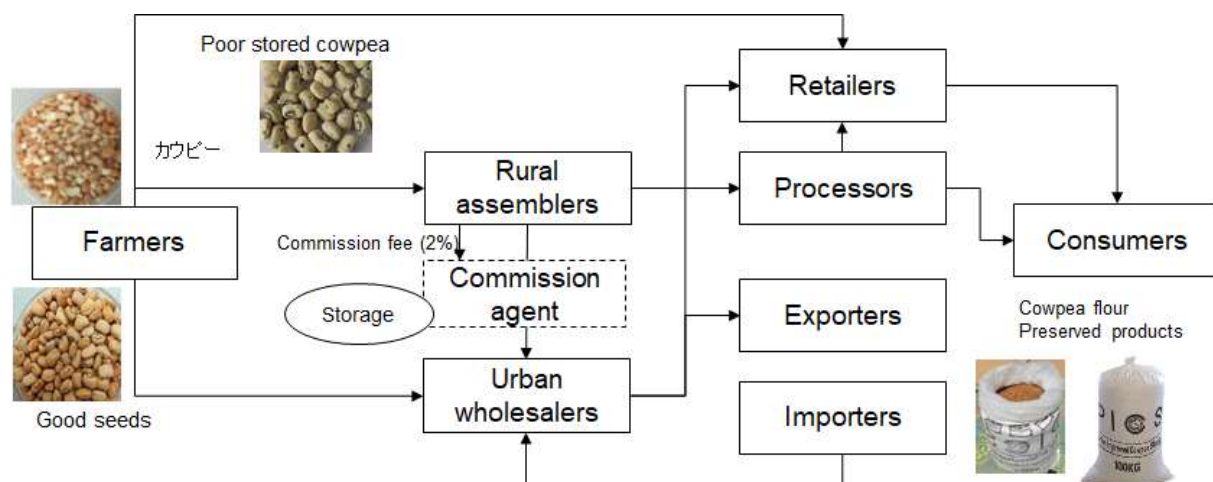 Poor stored cowpea
カウピー
Farmers
Good seeds
Rural
assemblers
Commission fee (2%)
Commission
agent
Storage
Urban
wholesalers
Retailers
Processors
Exporters
Importers
Consumers
Cowpea flour
Preserved products
PICS
100KG